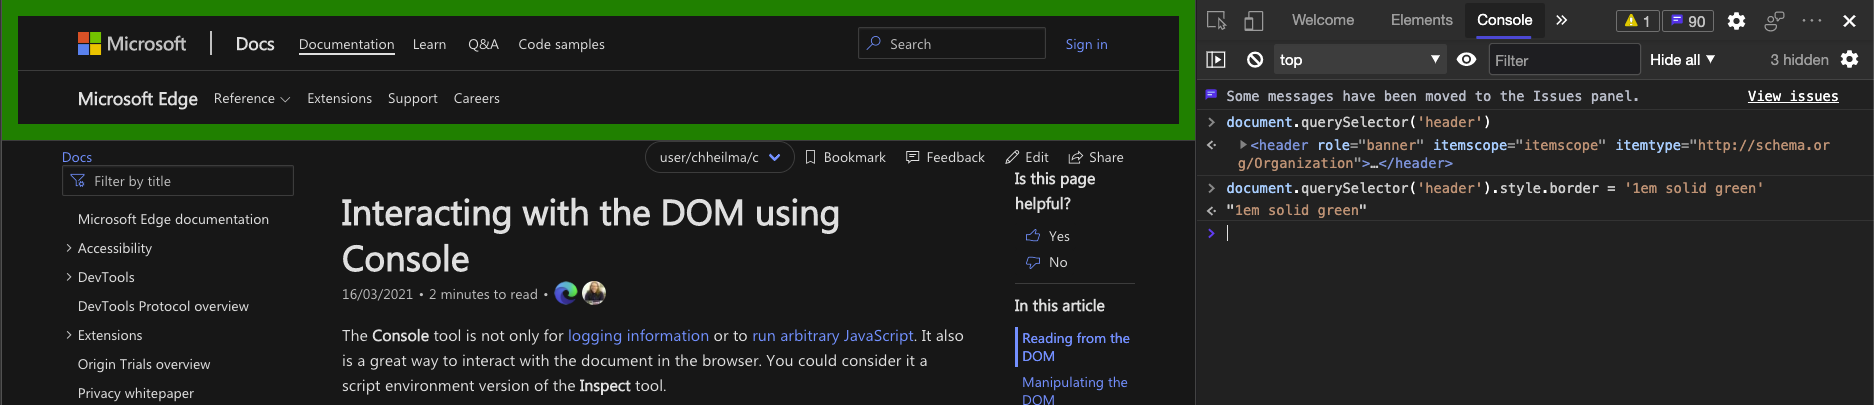 Microsoft Docs Documentation Learn Q&A Code samples Search Sign in
Microsoft Edge Reference Extensions Support Careers
Docs
Filter by title
Microsoft Edge documentation
Accessibility
DevTools
DevTools Protocol overview
Extensions
Origin Trials overview
Privacy whitepaper
user/chheilma/c Bookmark Feedback Edit Share
Interacting with the DOM using
Console
16/03/2021 • 2 minutes to read •
The Console tool is not only for logging information or to run arbitrary JavaScript. It also
is a great way to interact with the document in the browser. You could consider it a
script environment version of the Inspect tool.
Is this page
helpful?
Yes
No
In this article
Reading from the
DOM
Manipulating the
DOM
Welcome Elements Console » 1 90
top Filter Hide all 3 hidden
Some messages have been moved to the Issues panel. View issues
document.querySelector('header')
<header role="banner" itemscope="itemscope" itemtype="http://schema.or
g/Organization">…</header>
document.querySelector('header').style.border = '1em solid green'
"1em solid green"